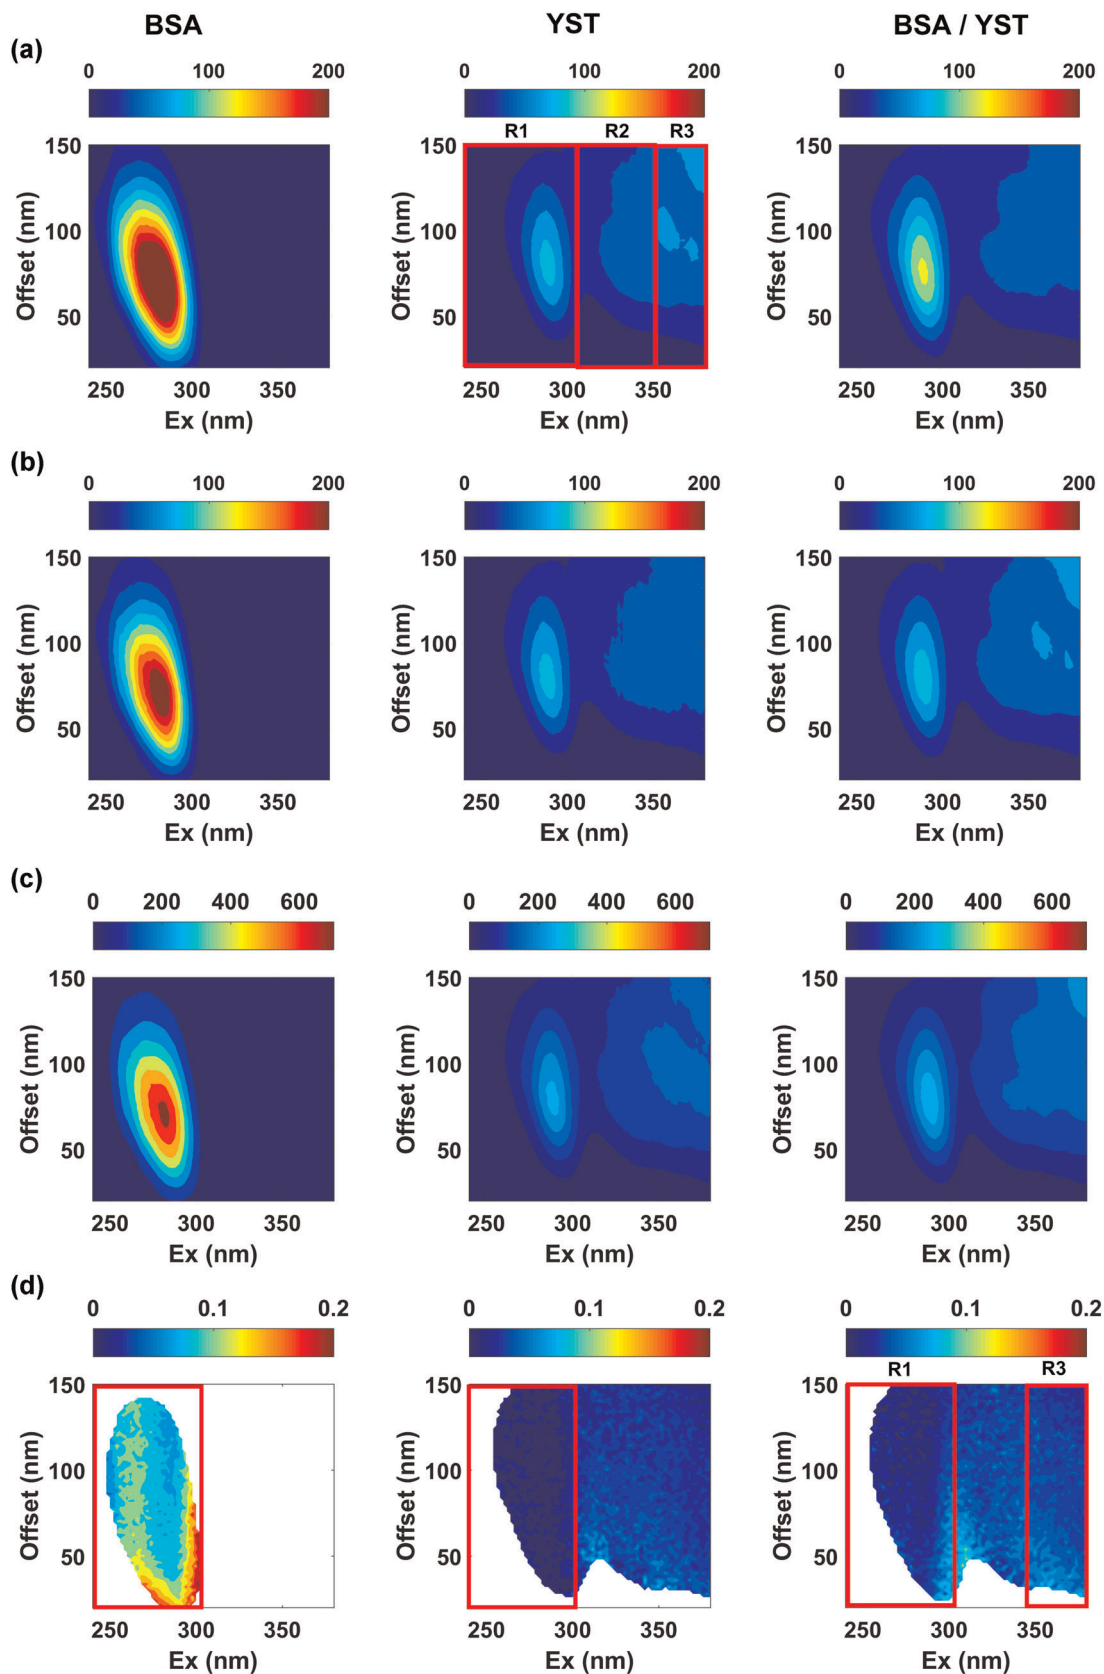 BSA YST BSA / YST
(a)
0 100 200 0 100 200 0 100 200
R1 R2 R3
150 150 150
100 100 100
50 50 50
Offset (nm) Offset (nm) Offset (nm)
250 300 350 250 300 350 250 300 350
Ex (nm) Ex (nm) Ex (nm)
(b)
0 100 200 0 100 200 0 100 200
150 150 150
100 100 100
50 50 50
Offset (nm) Offset (nm) Offset (nm)
250 300 350 250 300 350 250 300 350
Ex (nm) Ex (nm) Ex (nm)
(c)
0 200 400 600 0 200 400 600 0 200 400 600
150 150 150
100 100 100
50 50 50
Offset (nm) Offset (nm) Offset (nm)
250 300 350 250 300 350 250 300 350
Ex (nm) Ex (nm) Ex (nm)
(d)
0 0.1 0.2 0 0.1 0.2 0 0.1 0.2
R1 R3
150 150 150
100 100 100
50 50 50
Offset (nm) Offset (nm) Offset (nm)
250 300 350 250 300 350 250 300 350
Ex (nm) Ex (nm) Ex (nm)